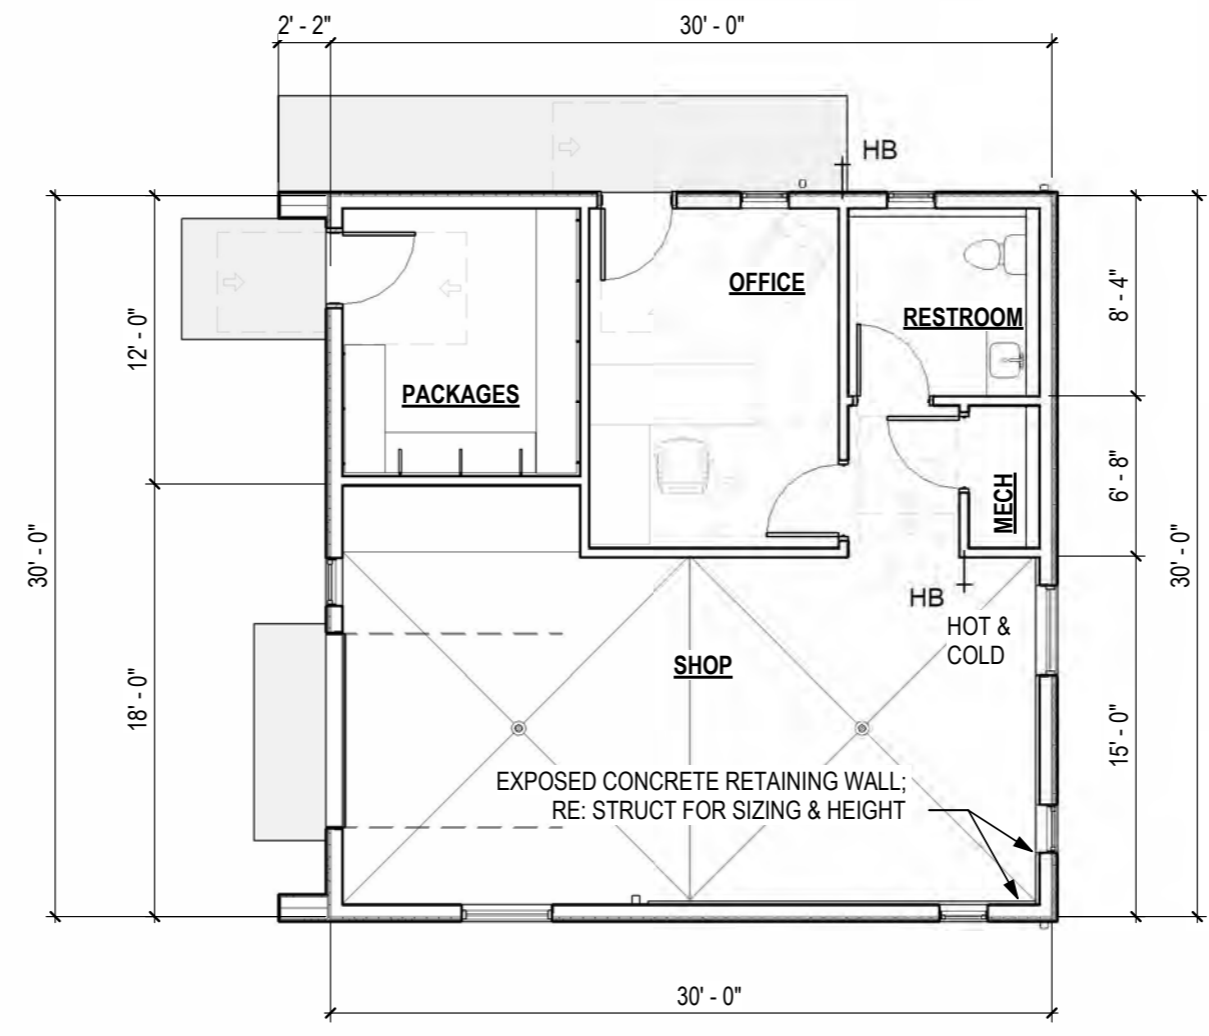 2' - 2"
30' - 0"
HB
OFFICE
RESTROOM
PACKAGES
MECH
12' - 0"
8' - 4"
6' - 8"
30' - 0"
30' - 0"
HB
HOT &
COLD
SHOP
18' - 0"
15' - 0"
EXPOSED CONCRETE RETAINING WALL;
RE: STRUCT FOR SIZING & HEIGHT
30' - 0"